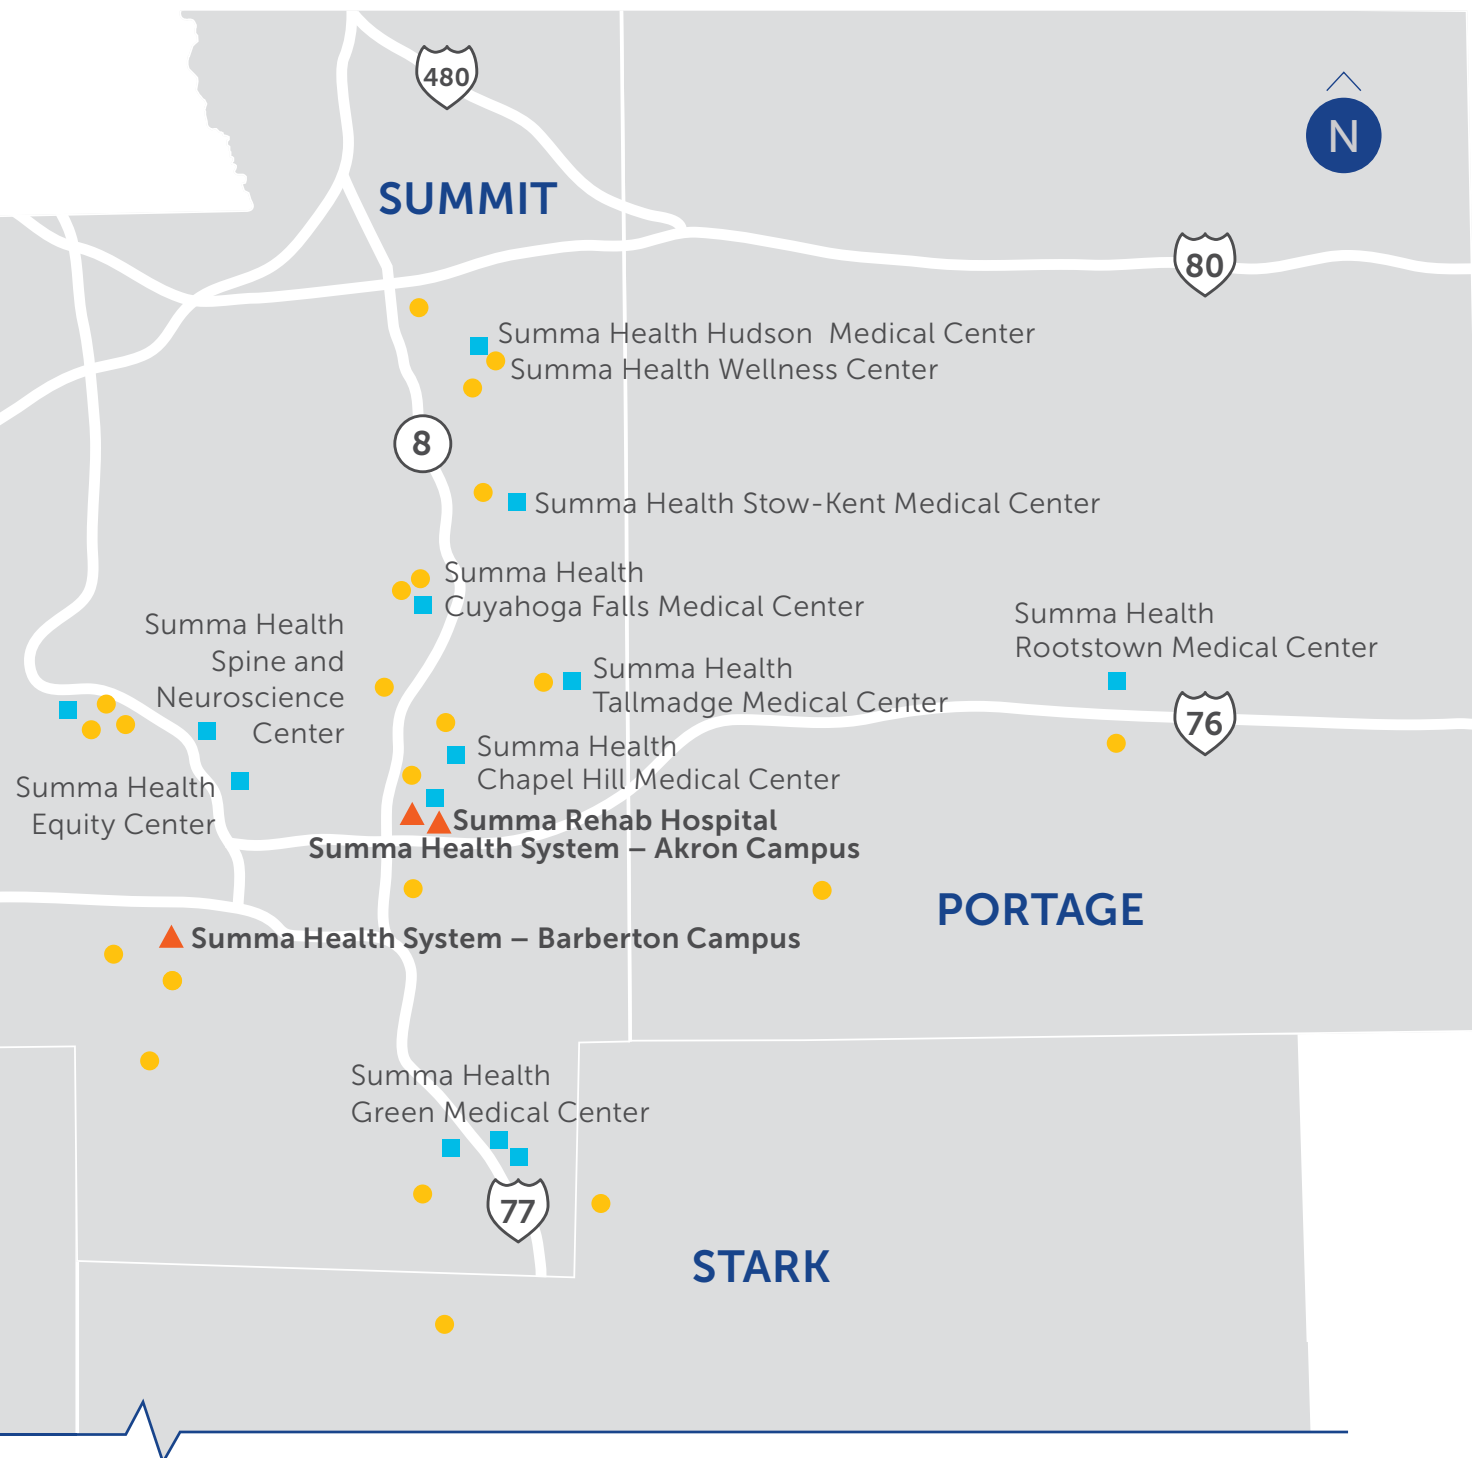 480
N
SUMMIT
80
Summa Health Hudson  Medical Center
Summa Health Wellness Center
8
Summa Health Stow-Kent Medical Center
Summa Health
Cuyahoga Falls Medical Center
Summa Health
Rootstown Medical Center
Summa Health
Spine and
Neuroscience
Center
Summa Health
Tallmadge Medical Center
76
Summa Health
Chapel Hill Medical Center
Summa Health
Equity Center
Summa Rehab Hospital
Summa Health System – Akron Campus
PORTAGE
Summa Health System – Barberton Campus
Summa Health
Green Medical Center
77
STARK